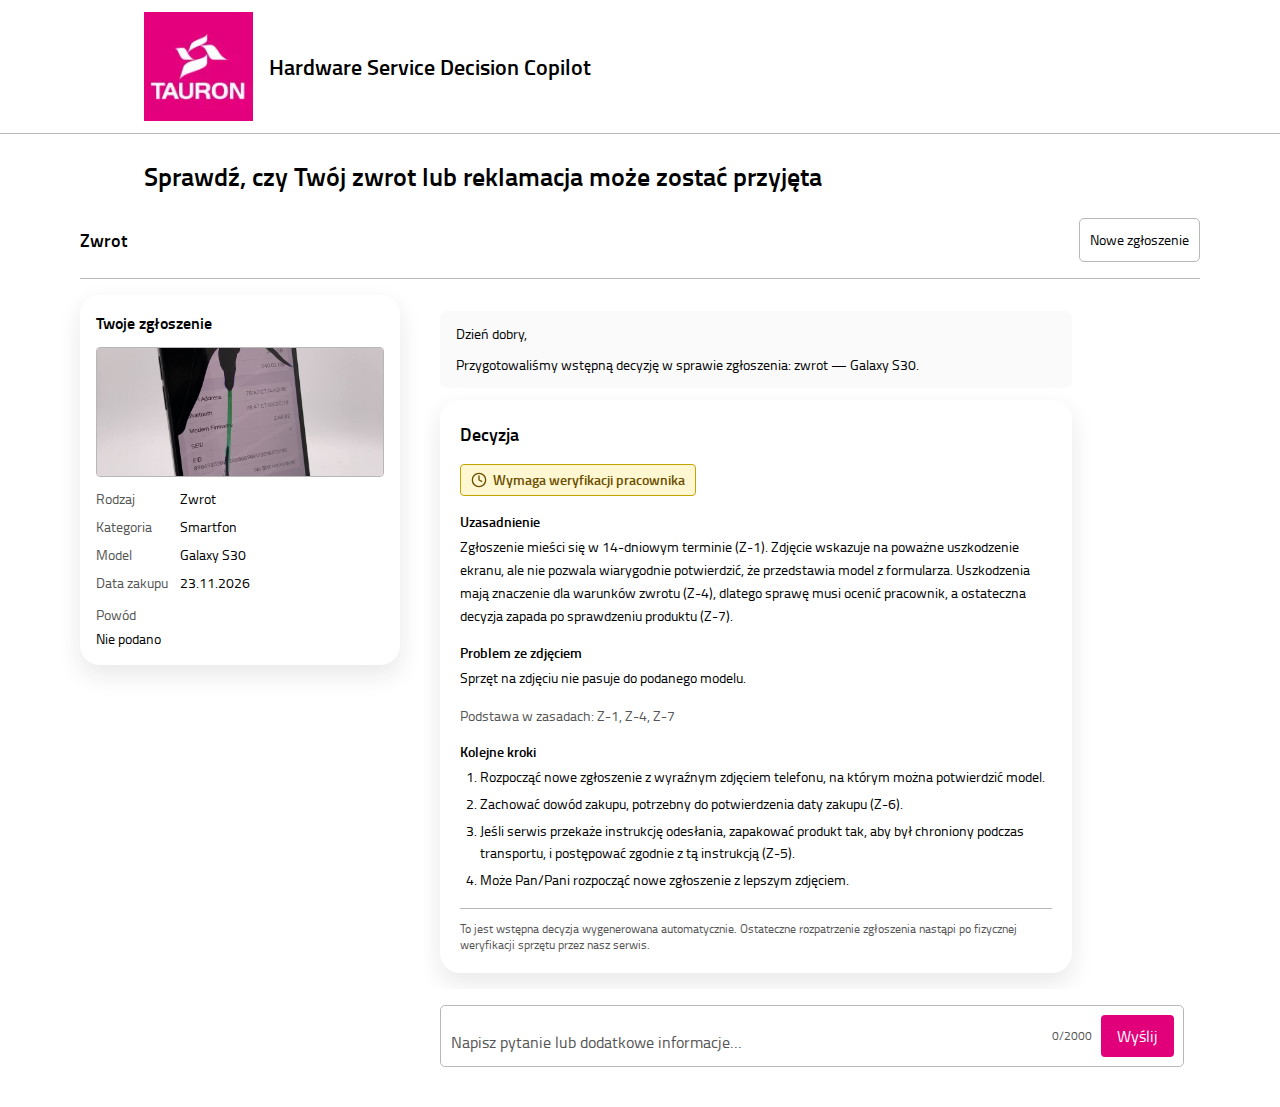 TAURON
Hardware Service Decision Copilot
Sprawdź, czy Twój zwrot lub reklamacja może zostać przyjęta
Zwrot
Nowe zgłoszenie
Twoje zgłoszenie
Rodzaj Zwrot
Kategoria Smartfon
Model Galaxy S30
Data zakupu 23.11.2026
Powód
Nie podano
Dzień dobry,
Przygotowaliśmy wstępną decyzję w sprawie zgłoszenia: zwrot — Galaxy S30.
Decyzja
Wymaga weryfikacji pracownika
Uzasadnienie
Zgłoszenie mieści się w 14-dniowym terminie (Z-1). Zdjęcie wskazuje na poważne uszkodzenie
ekranu, ale nie pozwala wiarygodnie potwierdzić, że przedstawia model z formularza. Uszkodzenia
mają znaczenie dla warunków zwrotu (Z-4), dlatego sprawę musi ocenić pracownik, a ostateczna
decyzja zapada po sprawdzeniu produktu (Z-7).
Problem ze zdjęciem
Sprzęt na zdjęciu nie pasuje do podanego modelu.
Podstawa w zasadach: Z-1, Z-4, Z-7
Kolejne kroki
1. Rozpocząć nowe zgłoszenie z wyraźnym zdjęciem telefonu, na którym można potwierdzić model.
2. Zachować dowód zakupu, potrzebny do potwierdzenia daty zakupu (Z-6).
3. Jeśli serwis przekaże instrukcję odesłania, zapakować produkt tak, aby był chroniony podczas
transportu, i postępować zgodnie z tą instrukcją (Z-5).
4. Może Pan/Pani rozpocząć nowe zgłoszenie z lepszym zdjęciem.
To jest wstępna decyzja wygenerowana automatycznie. Ostateczne rozpatrzenie zgłoszenia nastąpi po fizycznej
weryfikacji sprzętu przez nasz serwis.
Napisz pytanie lub dodatkowe informacje...
0/2000
Wyślij